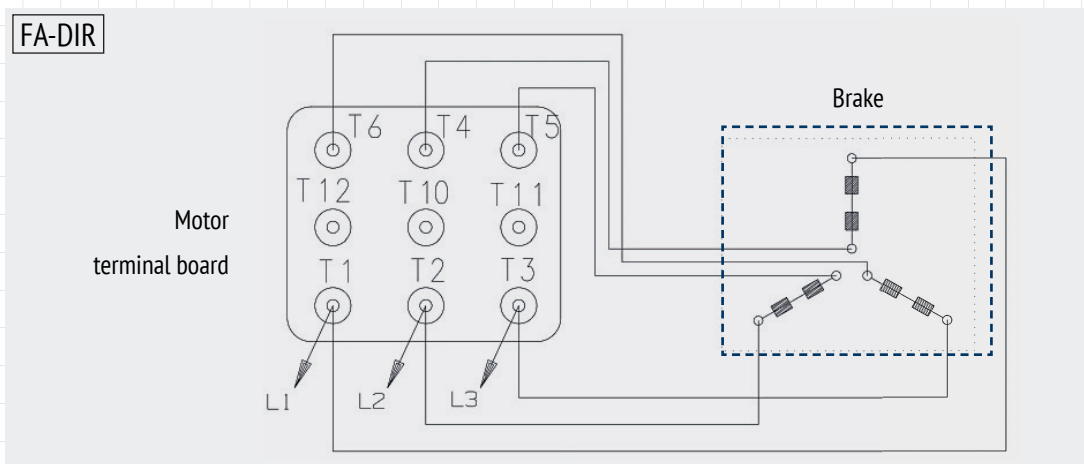 FA-DIR
Brake
T6 T4 T5
T12 T10 T11
Motor
terminal board
T1 T2 T3
L1 L2 L3